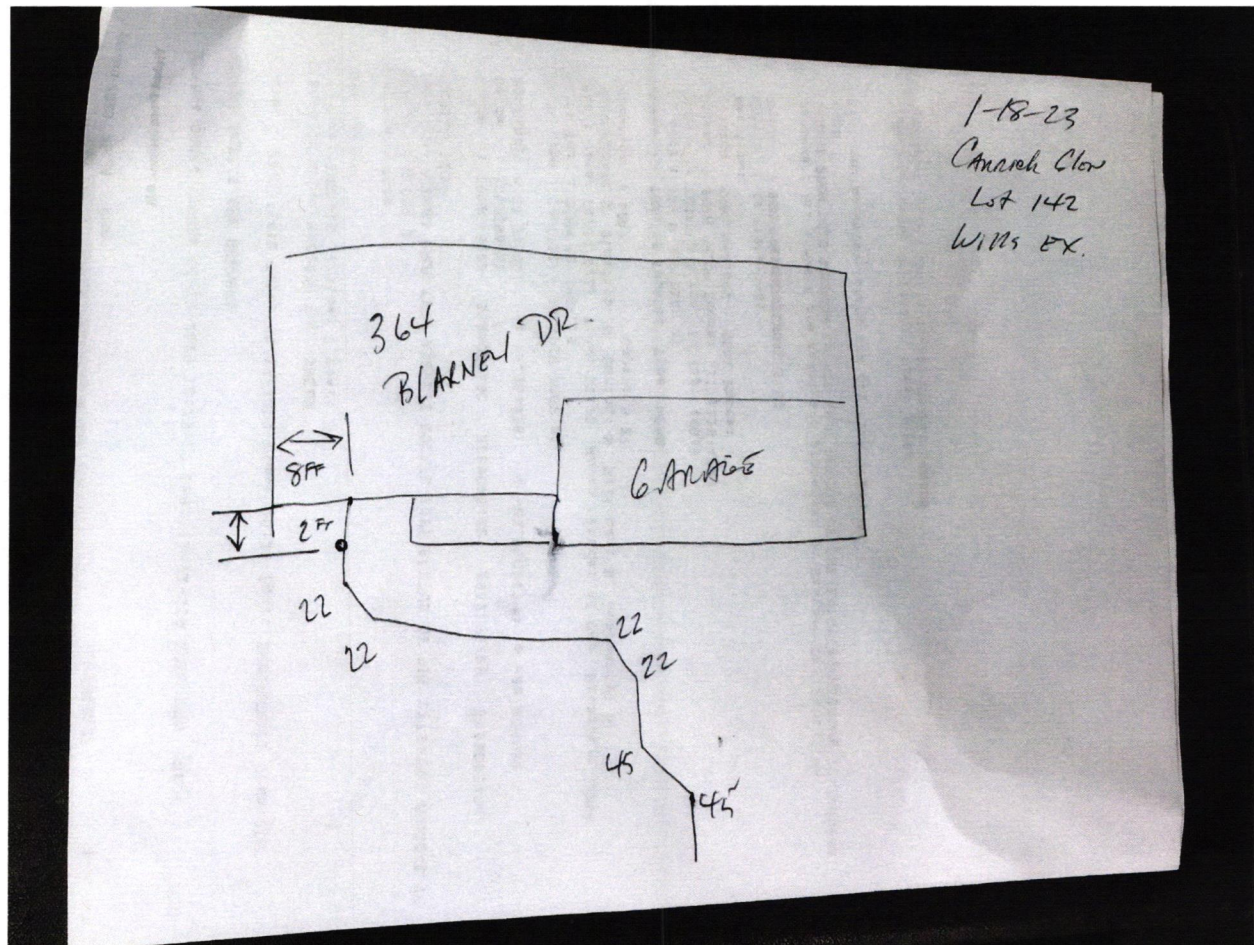 1-18-23
Carrick Glen
Lot 142
Wills EX.
364
BLARNEY DR.
8FT
GARAGE
2FT
22
22
22
22
45
45